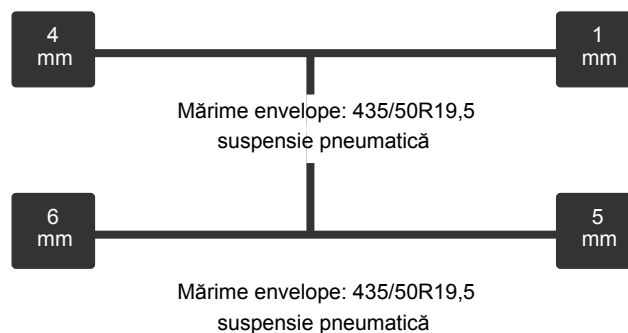 4
mm
1
mm
Mărime envelope: 435/50R19,5
suspensie pneumatică
6
mm
5
mm
Mărime envelope: 435/50R19,5
suspensie pneumatică